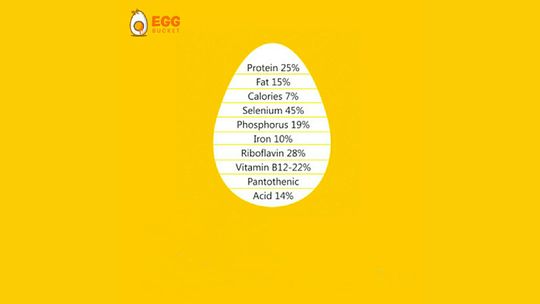 EGG
BUCKET
Protein 25%
Fat 15%
Calories 7%
Selenium 45%
Phosphorus 19%
Iron 10%
Riboflavin 28%
Vitamin B12-22%
Pantothenic
Acid 14%